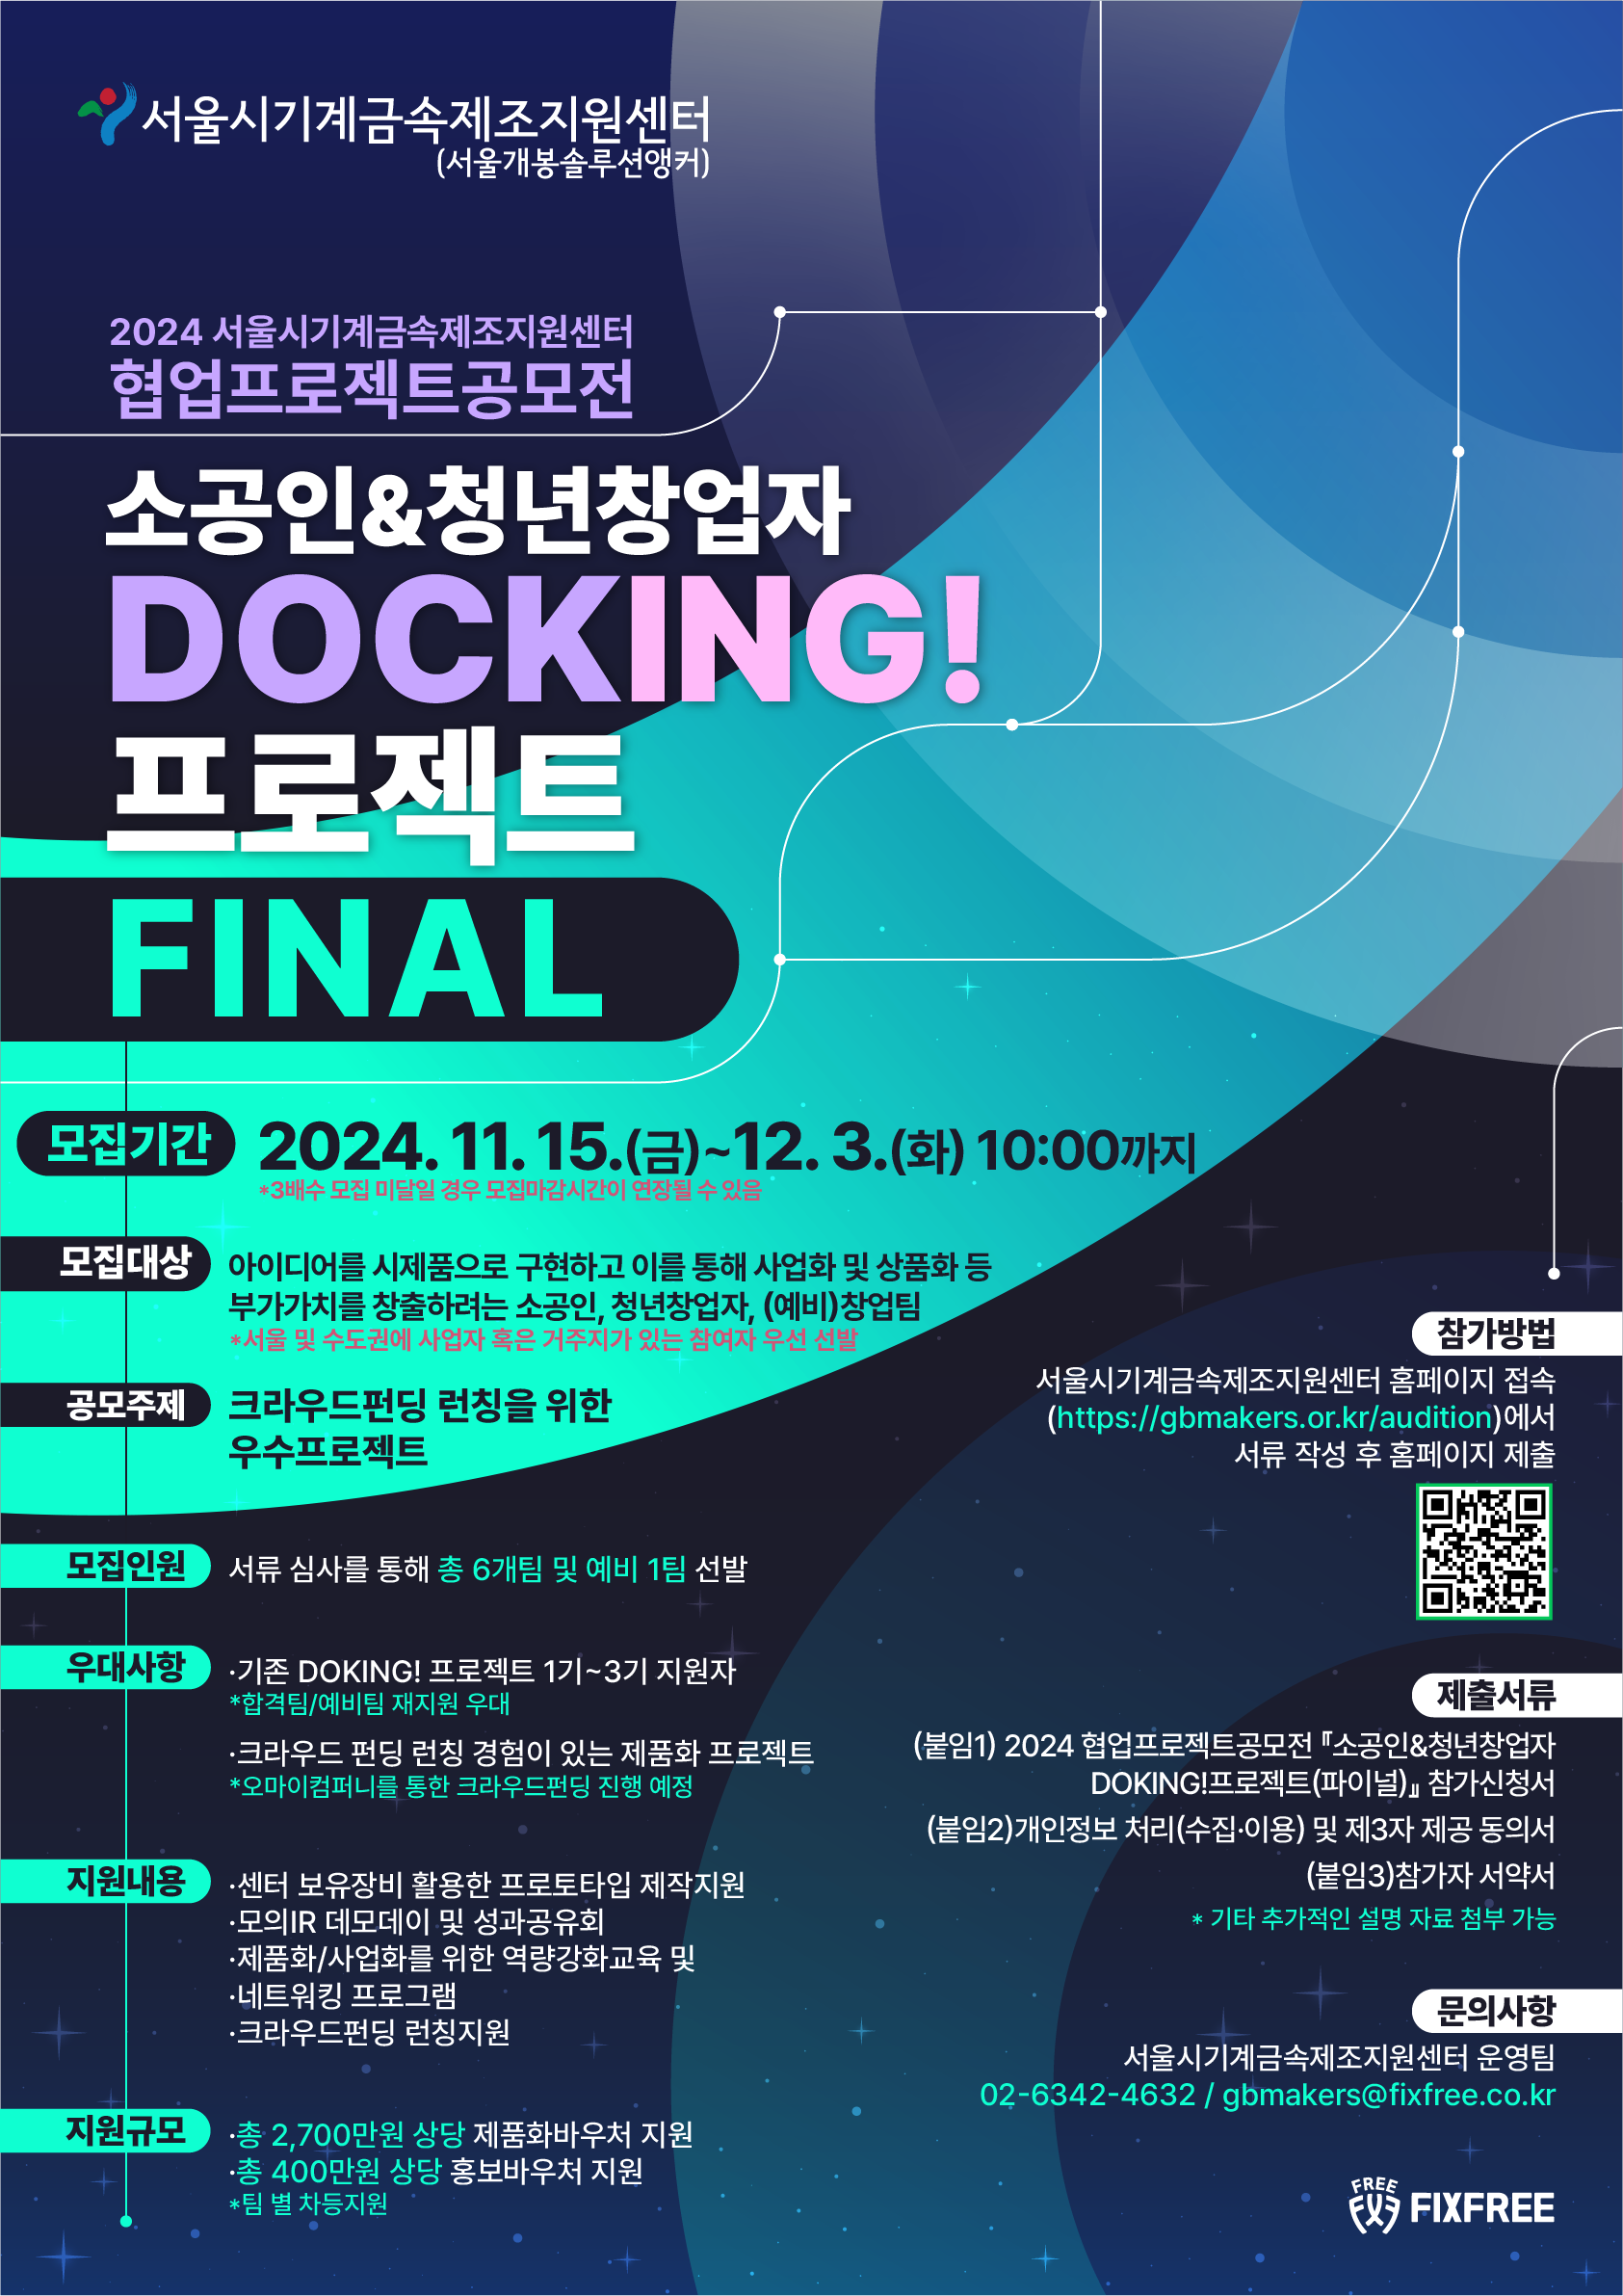 서울시기계금속제조지원센터
(서울개봉솔루션앵커)
2024 서울시기계금속제조지원센터
협업프로젝트공모전
소공인&청년창업자
DOCKING!
프로젝트
FINAL
모집기간
2024. 11. 15.(금)~12. 3.(화) 10:00까지
*3배수 모집 미달일 경우 모집마감시간이 연장될 수 있음
모집대상
아이디어를 시제품으로 구현하고 이를 통해 사업화 및 상품화 등
부가가치를 창출하려는 소공인, 청년창업자, (예비)창업팀
*서울 및 수도권에 사업자 혹은 거주지가 있는 참여자 우선 선발
공모주제
크라우드펀딩 런칭을 위한
우수프로젝트
모집인원
서류 심사를 통해 총 6개팀 및 예비 1팀 선발
우대사항
·기존 DOKING! 프로젝트 1기~3기 지원자
*합격팀/예비팀 재지원 우대
·크라우드 펀딩 런칭 경험이 있는 제품화 프로젝트
*오마이컴퍼니를 통한 크라우드펀딩 진행 예정
지원내용
·센터 보유장비 활용한 프로토타입 제작지원
·모의IR 데모데이 및 성과공유회
·제품화/사업화를 위한 역량강화교육 및
·네트워킹 프로그램
·크라우드펀딩 런칭지원
지원규모
·총 2,700만원 상당 제품화바우처 지원
·총 400만원 상당 홍보바우처 지원
*팀 별 차등지원
참가방법
서울시기계금속제조지원센터 홈페이지 접속
(https://gbmakers.or.kr/audition)에서
서류 작성 후 홈페이지 제출
제출서류
(붙임1) 2024 협업프로젝트공모전 『소공인&청년창업자
DOKING!프로젝트(파이널)』 참가신청서
(붙임2)개인정보 처리(수집·이용) 및 제3자 제공 동의서
(붙임3)참가자 서약서
* 기타 추가적인 설명 자료 첨부 가능
문의사항
서울시기계금속제조지원센터 운영팀
02-6342-4632 / gbmakers@fixfree.co.kr
FREE
FIXFREE